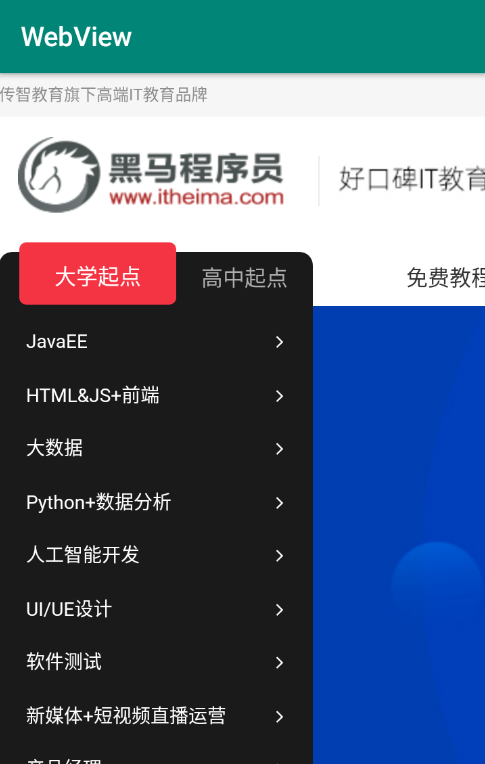 WebView
传智教育旗下高端IT教育品牌
黑马程序员
www.itheima.com
好口碑IT教育
大学起点
高中起点
免费教程
JavaEE
HTML&JS+前端
大数据
Python+数据分析
人工智能开发
UI/UE设计
软件测试
新媒体+短视频直播运营
产品经理